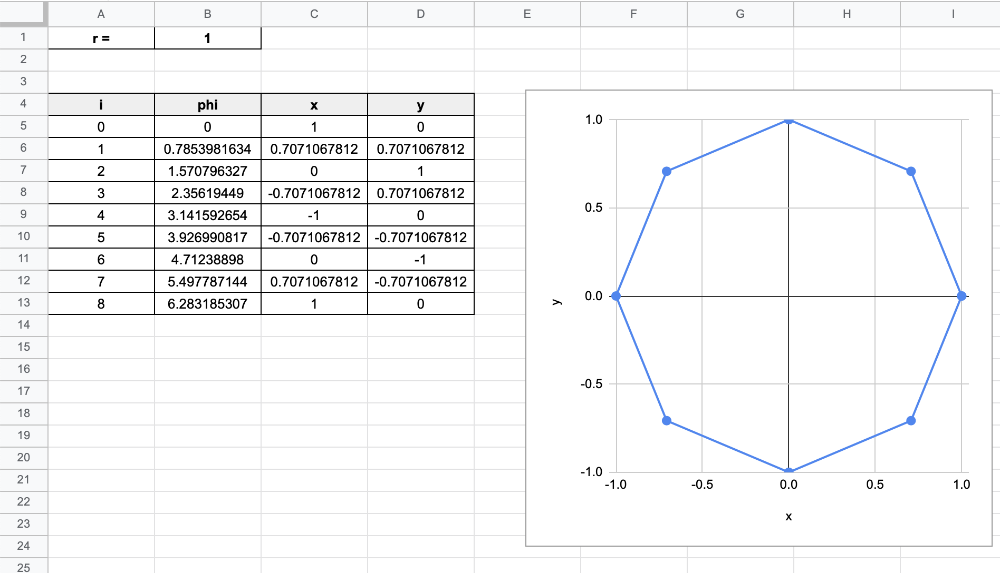 A B C D E F G H I
1 r = 1
2
3
4 i phi x y
5 0 0 1 0
6 1 0.7853981634 0.7071067812 0.7071067812
7 2 1.570796327 0 1
8 3 2.35619449 -0.7071067812 0.7071067812
9 4 3.141592654 -1 0
10 5 3.926990817 -0.7071067812 -0.7071067812
11 6 4.71238898 0 -1
12 7 5.497787144 0.7071067812 -0.7071067812
13 8 6.283185307 1 0
14
15
16
17
18
19
20
21
22
23
24
25
1.0
0.5
0.0
-0.5
-1.0
y
-1.0 -0.5 0.0 0.5 1.0
x